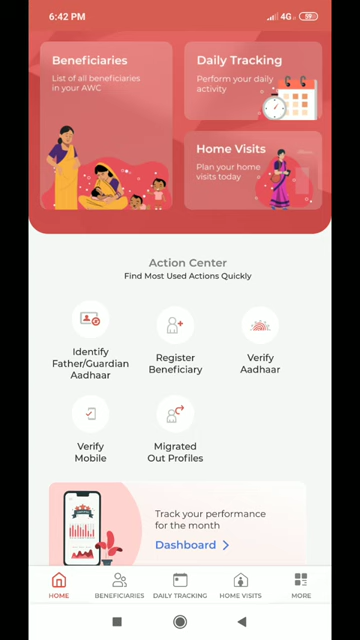 6:42 PM
4G
59
Beneficiaries
List of all beneficiaries
in your AWC
Daily Tracking
Perform your daily
activity
Home Visits
Plan your home
visits today
Action Center
Find Most Used Actions Quickly
Identify
Father/Guardian
Aadhaar
Register
Beneficiary
Verify
Aadhaar
Verify
Mobile
Migrated
Out Profiles
Track your performance
for the month
Dashboard
HOME
BENEFICIARIES
DAILY TRACKING
HOME VISITS
MORE